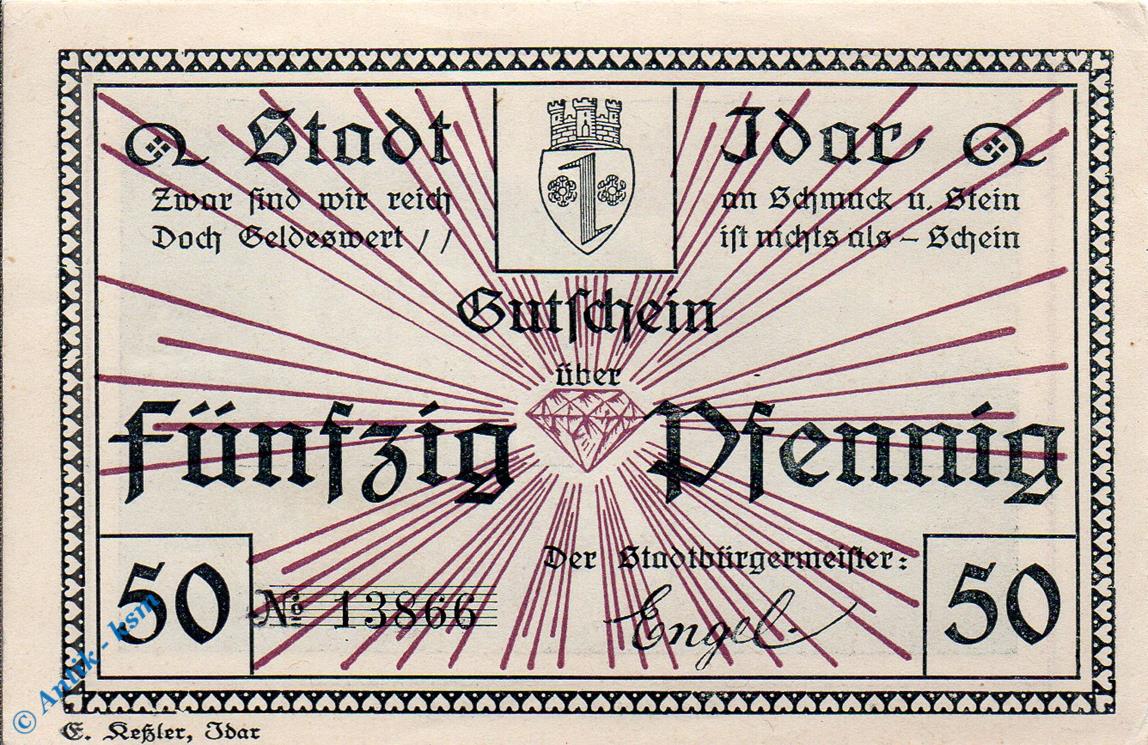 Stadt Idar
Zwar sind wir reich an Schmuck u. Stein
Doch Geldeswert // ist nichts als – Schein
Gutschein
über
fünfzig Pfennig
Der Stadtbürgermeister:
50 № 13866 Engel 50
E. Keßler, Idar
© Annik - ksm